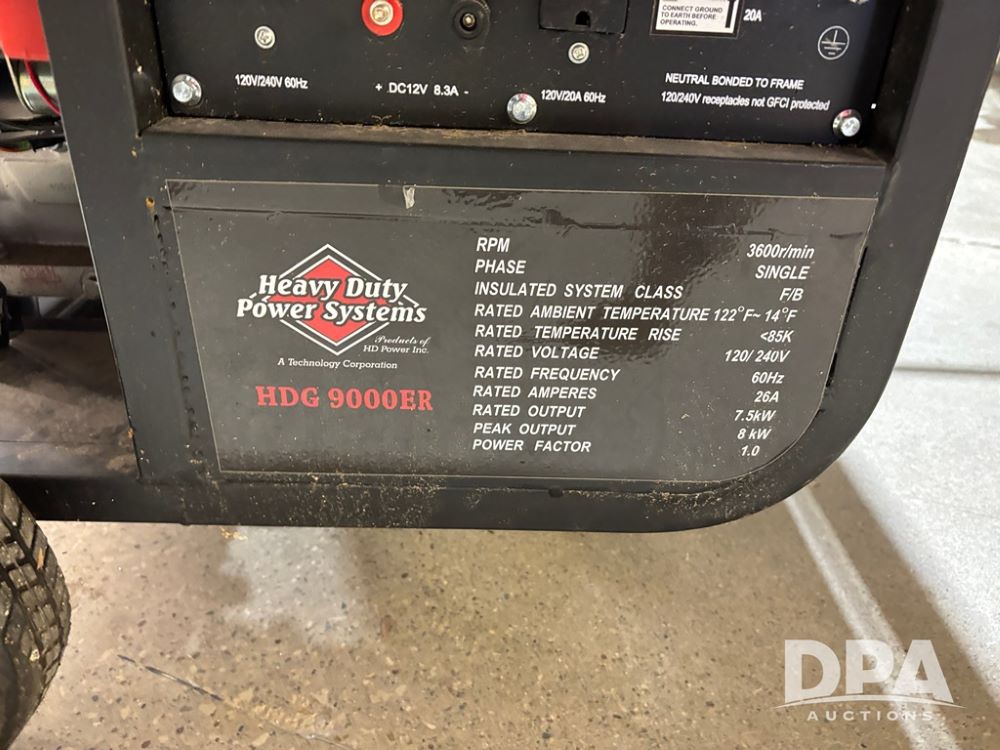 CONNECT GROUND
TO EARTH BEFORE
OPERATING.
20A
120V/240V 60Hz
+ DC12V 8.3A -
120V/20A 60Hz
NEUTRAL BONDED TO FRAME
120/240V receptacles not GFCI protected
Heavy Duty
Power Systems
Products of
HD Power Inc.
A Technology Corporation
HDG 9000ER
RPM 3600r/min
PHASE SINGLE
INSULATED SYSTEM CLASS F/B
RATED AMBIENT TEMPERATURE 122°F~ 14°F
RATED TEMPERATURE RISE <85K
RATED VOLTAGE 120/ 240V
RATED FREQUENCY 60Hz
RATED AMPERES 26A
RATED OUTPUT 7.5kW
PEAK OUTPUT 8 kW
POWER FACTOR 1.0
DPA
AUCTIONS